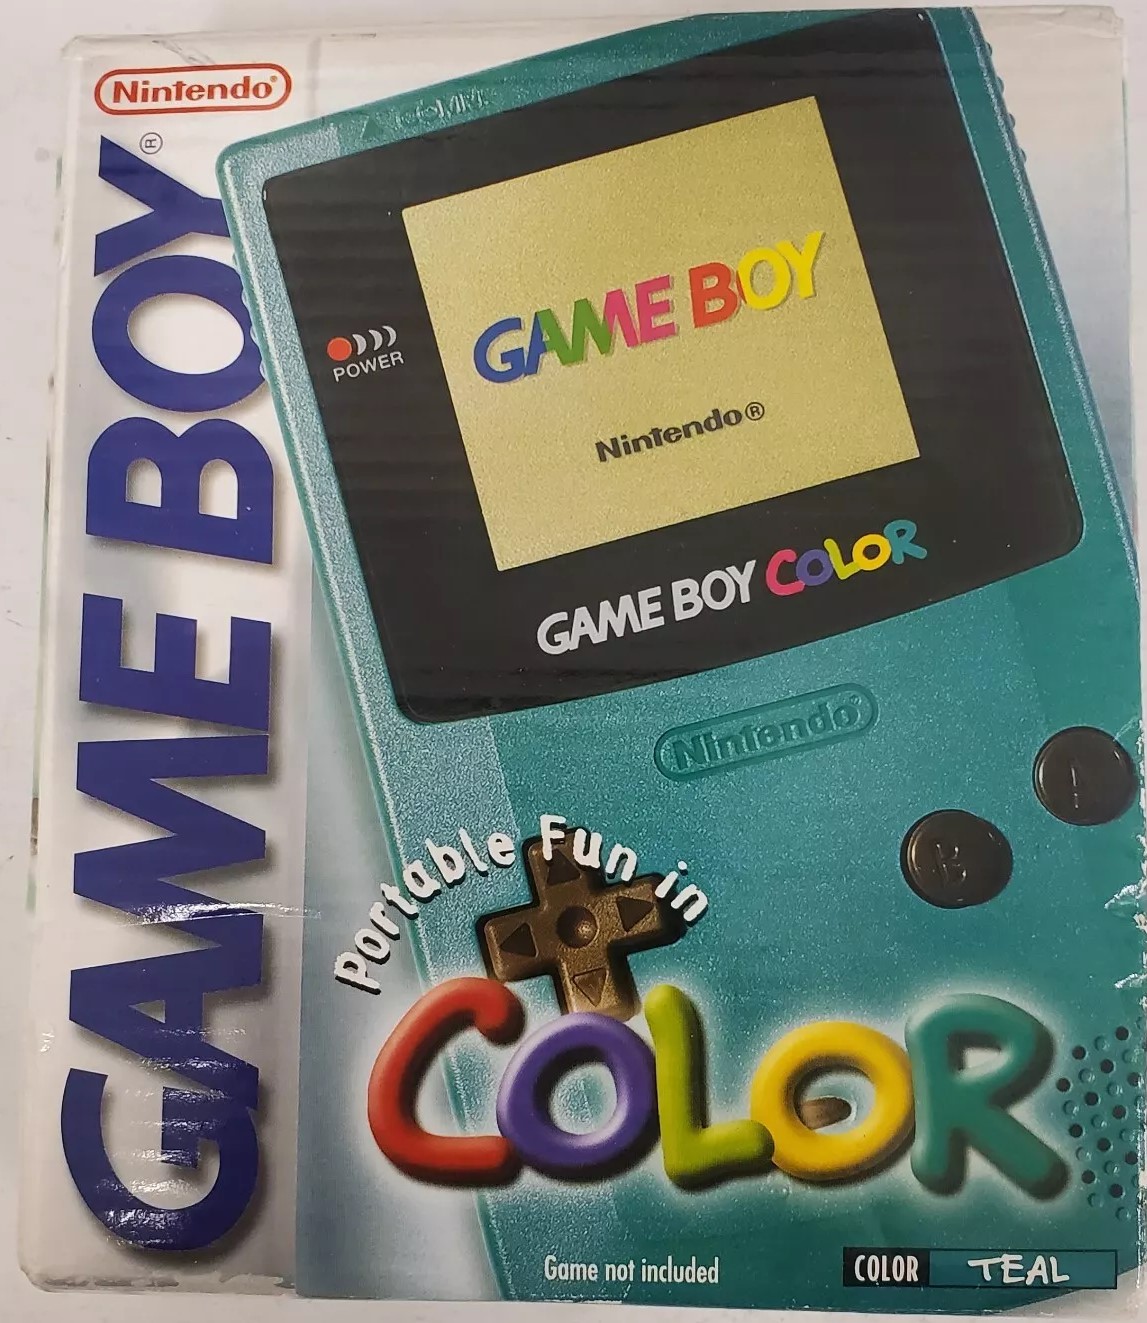 Nintendo®
GAME BOY®
COMM.
POWER
GAME BOY
Nintendo®
GAME BOY COLOR
Nintendo®
A
B
Portable Fun in
COLOR
Game not included
COLOR TEAL